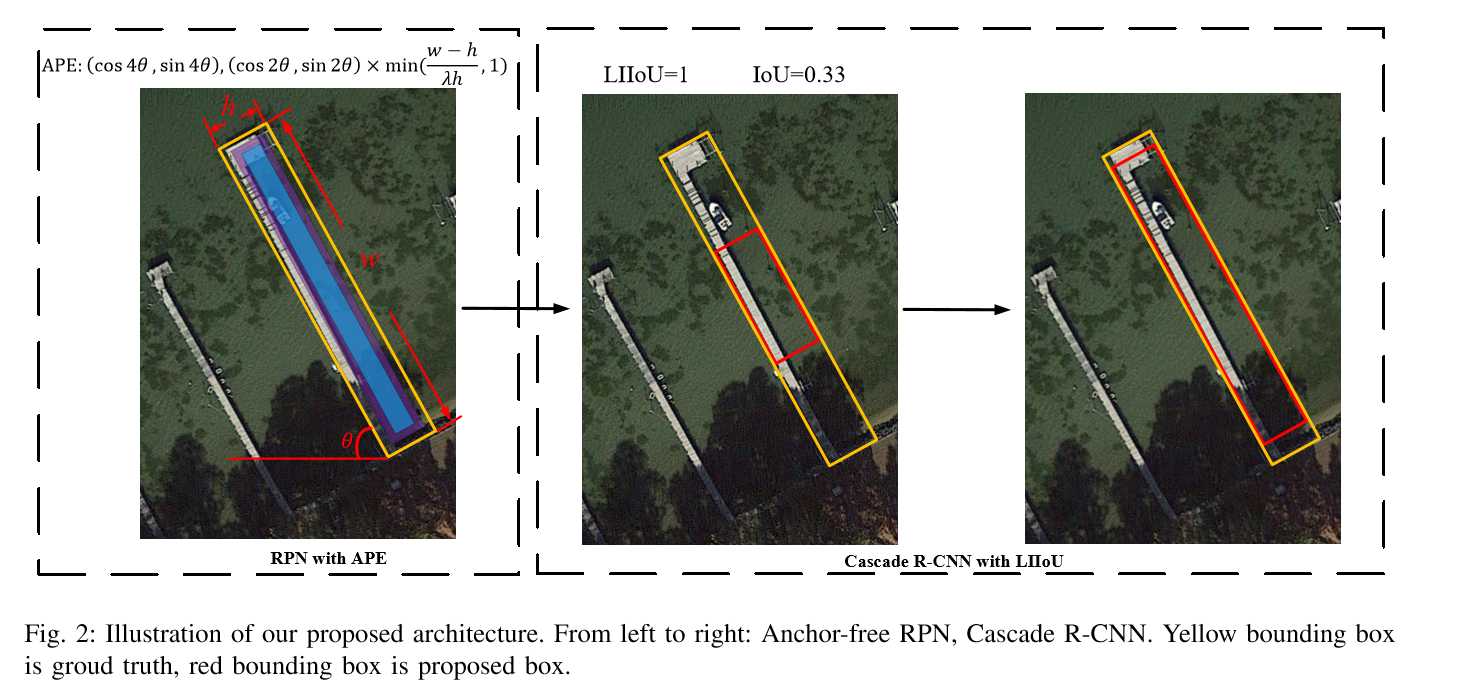 APE: (cos 4θ , sin 4θ), (cos 2θ , sin 2θ) × min(w − h / λh , 1)
LIIoU=1 IoU=0.33
h
w
θ
RPN with APE
Cascade R-CNN with LIIoU
Fig. 2: Illustration of our proposed architecture. From left to right: Anchor-free RPN, Cascade R-CNN. Yellow bounding box
is groud truth, red bounding box is proposed box.